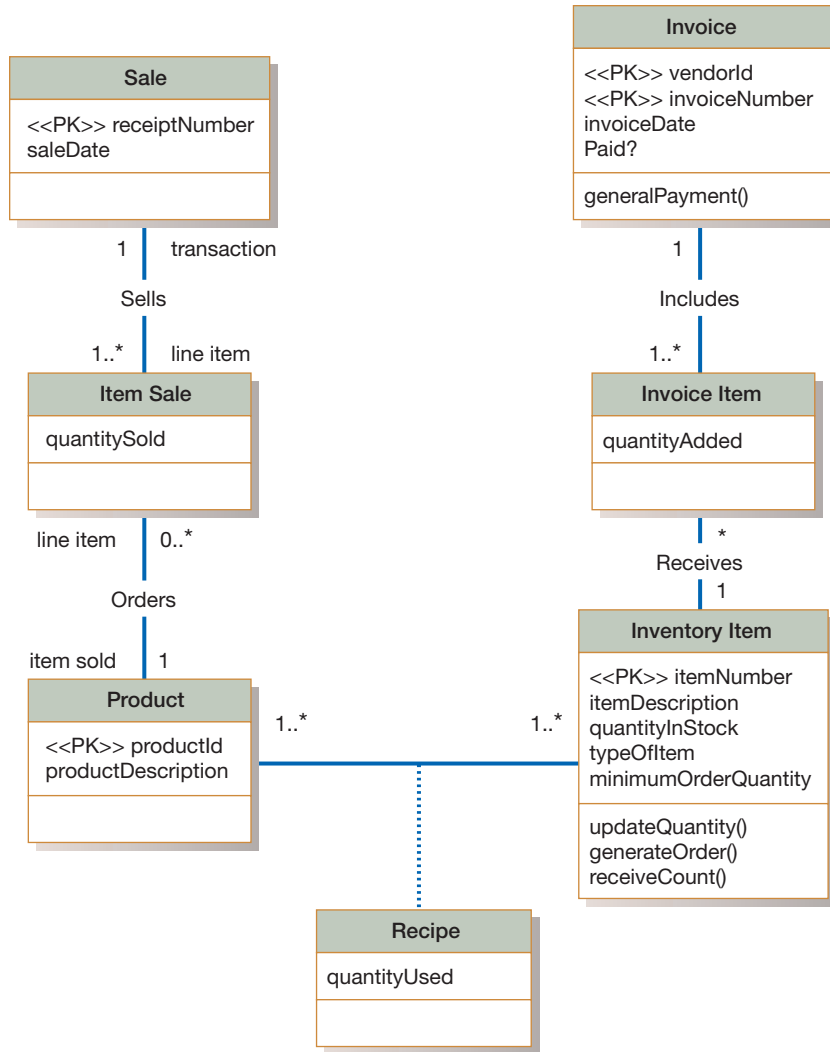 Sale
<<PK>> receiptNumber
saleDate
1 transaction
Sells
1..* line item
Item Sale
quantitySold
line item 0..*
Orders
item sold 1
Product
<<PK>> productId
productDescription
Invoice
<<PK>> vendorId
<<PK>> invoiceNumber
invoiceDate
Paid?
generalPayment()
1
Includes
1..*
Invoice Item
quantityAdded
*
Receives
1
Inventory Item
<<PK>> itemNumber
itemDescription
quantityInStock
typeOfItem
minimumOrderQuantity
updateQuantity()
generateOrder()
receiveCount()
1..* 1..*
Recipe
quantityUsed